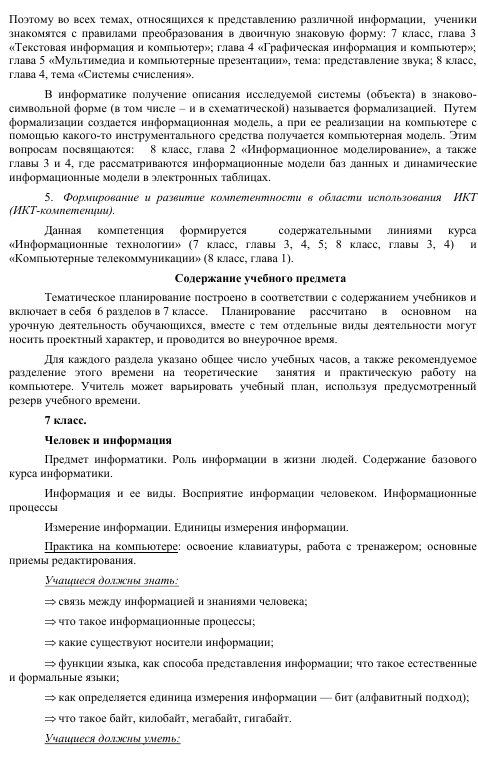 Поэтому во всех темах, относящихся к представлению различной информации, ученики
знакомятся с правилами преобразования в двоичную знаковую форму: 7 класс, глава 3
«Текстовая информация и компьютер»; глава 4 «Графическая информация и компьютер»;
глава 5 «Мультимедиа и компьютерные презентации», тема: представление звука; 8 класс,
глава 4, тема «Системы счисления».
В информатике получение описания исследуемой системы (объекта) в знаково-
символьной форме (в том числе – и в схематической) называется формализацией. Путем
формализации создается информационная модель, а при ее реализации на компьютере с
помощью какого-то инструментального средства получается компьютерная модель. Этим
вопросам посвящаются: 8 класс, глава 2 «Информационное моделирование», а также
главы 3 и 4, где рассматриваются информационные модели баз данных и динамические
информационные модели в электронных таблицах.
5. Формирование и развитие компетентности в области использования ИКТ
(ИКТ-компетенции).
Данная компетенция формируется содержательными линиями курса
«Информационные технологии» (7 класс, главы 3, 4, 5; 8 класс, главы 3, 4) и
«Компьютерные телекоммуникации» (8 класс, глава 1).
Содержание учебного предмета
Тематическое планирование построено в соответствии с содержанием учебников и
включает в себя 6 разделов в 7 классе. Планирование рассчитано в основном на
урочную деятельность обучающихся, вместе с тем отдельные виды деятельности могут
носить проектный характер, и проводится во внеурочное время.
Для каждого раздела указано общее число учебных часов, а также рекомендуемое
разделение этого времени на теоретические занятия и практическую работу на
компьютере. Учитель может варьировать учебный план, используя предусмотренный
резерв учебного времени.
7 класс.
Человек и информация
Предмет информатики. Роль информации в жизни людей. Содержание базового
курса информатики.
Информация и ее виды. Восприятие информации человеком. Информационные
процессы
Измерение информации. Единицы измерения информации.
Практика на компьютере: освоение клавиатуры, работа с тренажером; основные
приемы редактирования.
Учащиеся должны знать:
⇒ связь между информацией и знаниями человека;
⇒ что такое информационные процессы;
⇒ какие существуют носители информации;
⇒ функции языка, как способа представления информации; что такое естественные
и формальные языки;
⇒ как определяется единица измерения информации — бит (алфавитный подход);
⇒ что такое байт, килобайт, мегабайт, гигабайт.
Учащиеся должны уметь: